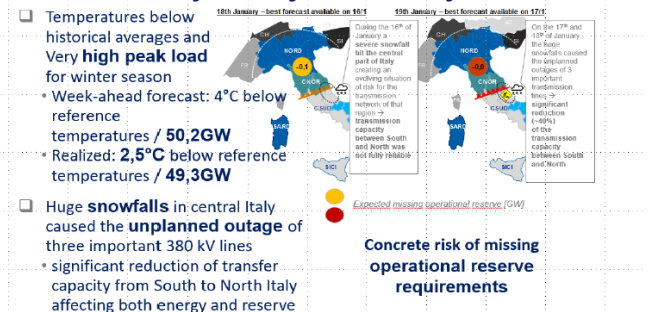 18th January – best forecast available on 16/1
19th January – best forecast available on 17/1
Temperatures below
historical averages and
Very high peak load
for winter season
• Week-ahead forecast: 4°C below
reference
temperatures / 50,2GW
• Realized: 2,5°C below reference
temperatures / 49,3GW
Huge snowfalls in central Italy
caused the unplanned outage of
three important 380 kV lines
• significant reduction of transfer
capacity from South to North Italy
affecting both energy and reserve
CH
SI
FR
NORD
-0,1
CNOR
CSUD
SARD
SICI
During the 16th of
January a
severe snowfall
hit the central
part of Italy
creating an
evolving situation
of risk for the
transmission
network of that
region →
transmission
capacity
between South
and North was
not fully reliable
CH
SI
FR
NORD
-0,8
CNOR
CSUD
SARD
SICI
On the 17th and
18th of January,
the huge
snowfalls caused
the unplanned
outages of 3
important
transmission
lines →
significant
reduction
(~40%)
of the
transmission
capacity
between South
and North
Expected missing operational reserve [GW]
Concrete risk of missing
operational reserve
requirements